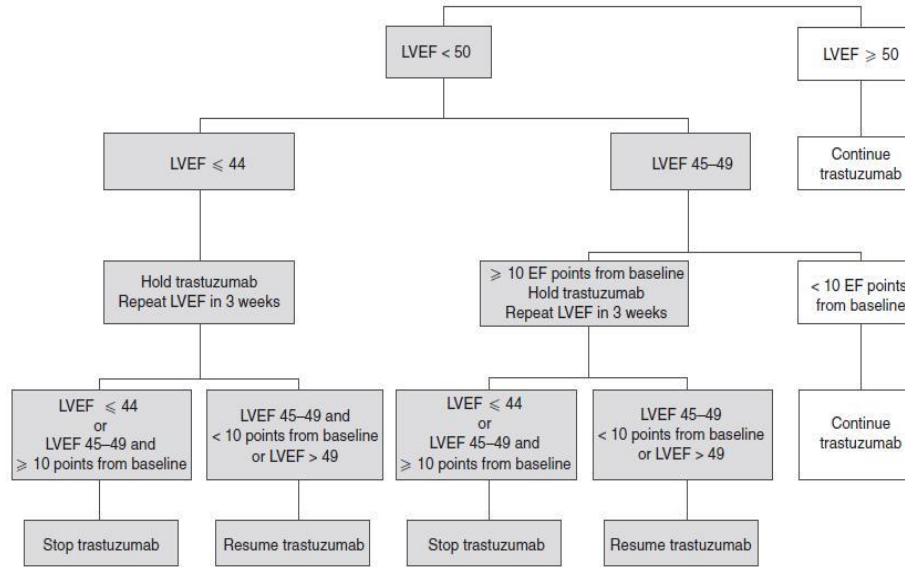 LVEF < 50
LVEF ⩾ 50
LVEF ⩽ 44
LVEF 45–49
Continue
trastuzumab
Hold trastuzumab
Repeat LVEF in 3 weeks
⩾ 10 EF points from baseline
Hold trastuzumab
Repeat LVEF in 3 weeks
< 10 EF points
from baseline
LVEF ⩽ 44
or
LVEF 45–49 and
⩾ 10 points from baseline
LVEF 45–49 and
< 10 points from baseline
or LVEF > 49
LVEF ⩽ 44
or
LVEF 45–49 and
⩾ 10 points from baseline
LVEF 45–49
< 10 points from baseline
or LVEF > 49
Continue
trastuzumab
Stop trastuzumab
Resume trastuzumab
Stop trastuzumab
Resume trastuzumab